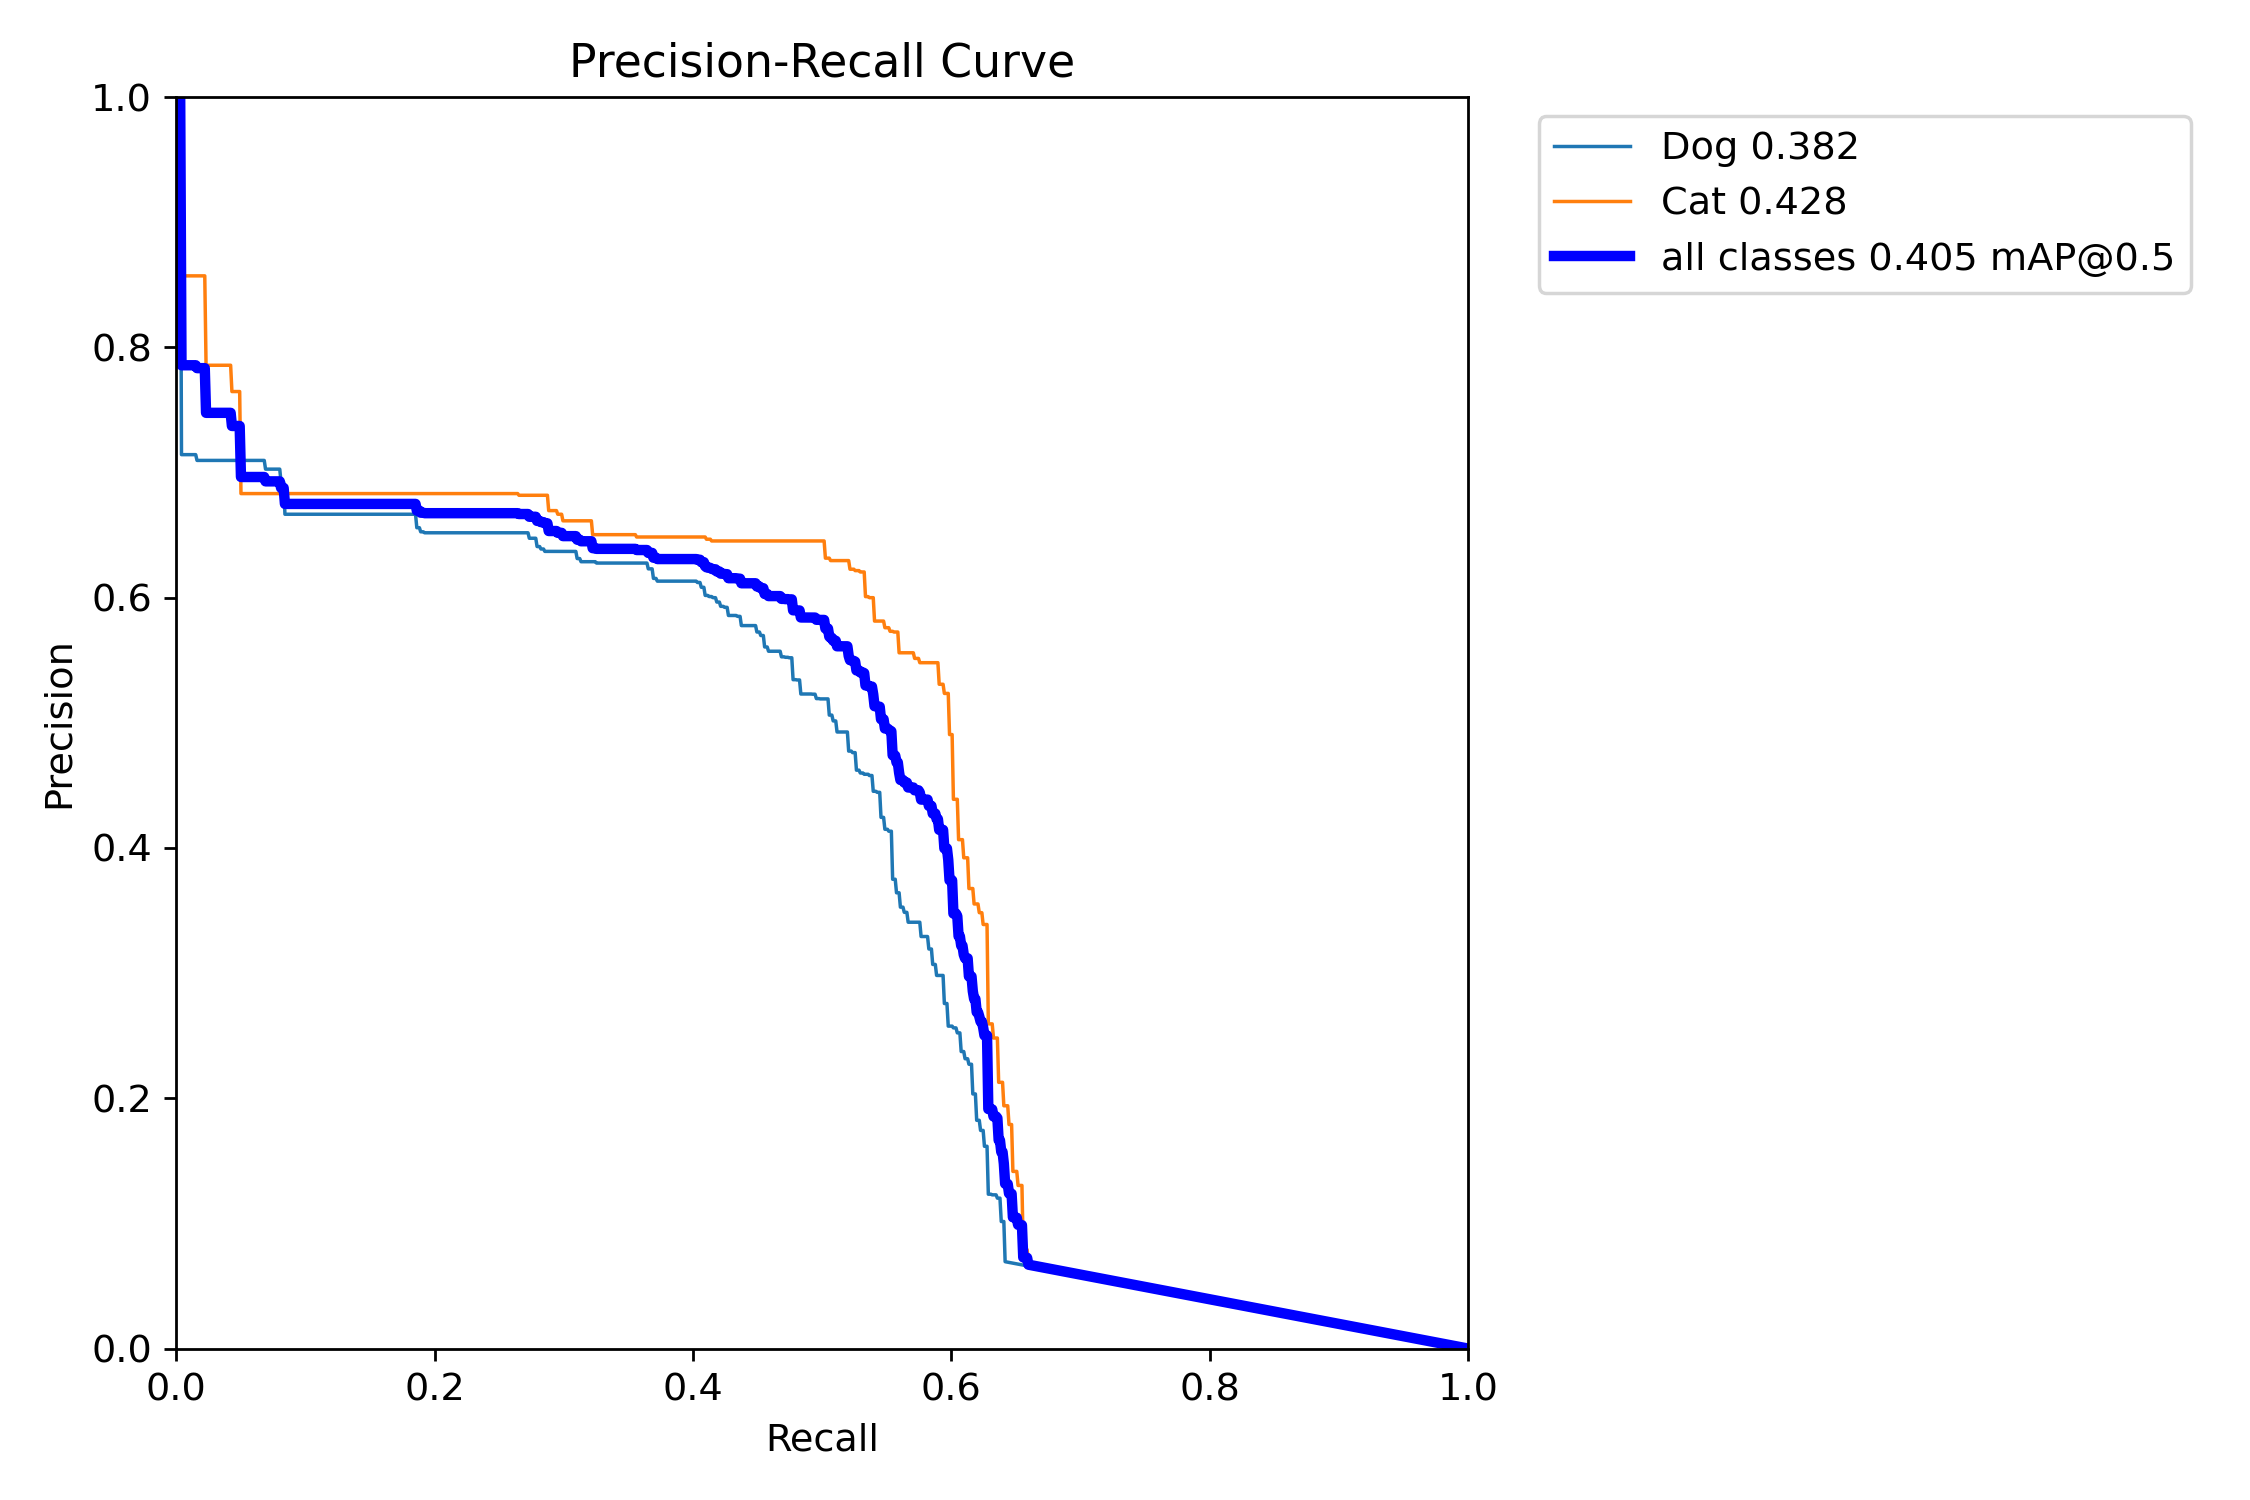 Precision-Recall Curve
1.0
0.8
0.6
0.4
0.2
0.0
Precision
0.0 0.2 0.4 0.6 0.8 1.0
Recall
Dog 0.382
Cat 0.428
all classes 0.405 mAP@0.5